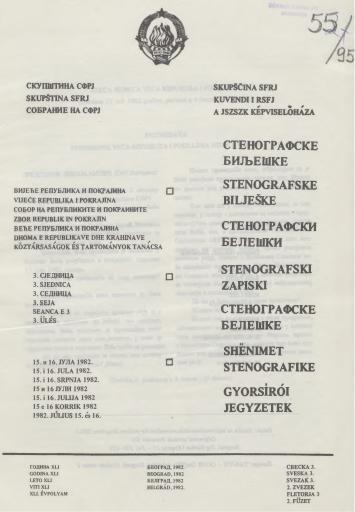 55/95
СКУПШТИНА СФРЈ
SKUPŠTINA SFRJ
СОБРАНИЕ НА СФРЈ
SKUPŠČINA SFRJ
KUVENDI I RSFJ
A JSZSZK KÉPVISELŐHÁZA
СТЕНОГРАФСКЕ
БИЉЕШКЕ
ВИЈЕЋЕ РЕПУБЛИКА И ПОКРАЈИНА
VIJEĆE REPUBLIKA I POKRAJINA
СОБОР НА РЕПУБЛИКИТЕ И ПОКРАИНИТЕ
ZBOR REPUBLIK IN POKRAJIN
ВЕЋЕ РЕПУБЛИКА И ПОКРАЈИНА
DHOMA E REPUBLIKAVE DHE KRAHINAVE
KÖZTÁRSASÁGOK ÉS TARTOMÁNYOK TANÁCSA
STENOGRAFSKE
BILJEŠKE
СТЕНОГРАФСКИ
БЕЛЕШКИ
3. СЈЕДНИЦА
3. SJEDNICA
3. СЕДНИЦА
3. SEJA
SEANCA E 3
3. ÜLÉS
STENOGRAFSKI
ZAPISKI
СТЕНОГРАФСКЕ
БЕЛЕШКЕ
15. и 16. ЈУЛА 1982.
15. i 16. JULA 1982.
15. i 16. SRPNJA 1982.
15 и 16 ЈУЛИ 1982
15. i 16. JULIJA 1982
15 e 16 KORRIK 1982
1982. JÚLIUS 15. és 16.
SHËNIMET
STENOGRAFIKE
GYORSÍRÓI
JEGYZETEK
ГОДИНА XLI
GODINA XLI
LETO XLI
VITI XLI
XLI. ÉVFOLYAM
БЕОГРАД, 1982.
BEOGRAD, 1982
БЕЛГРАД, 1982
BELGRÁD, 1982.
СВЕСКА 3.
SVESKA 3.
SVEZAK 3.
2. ZVEZEK
FLETORJA 3
2. FÜZET